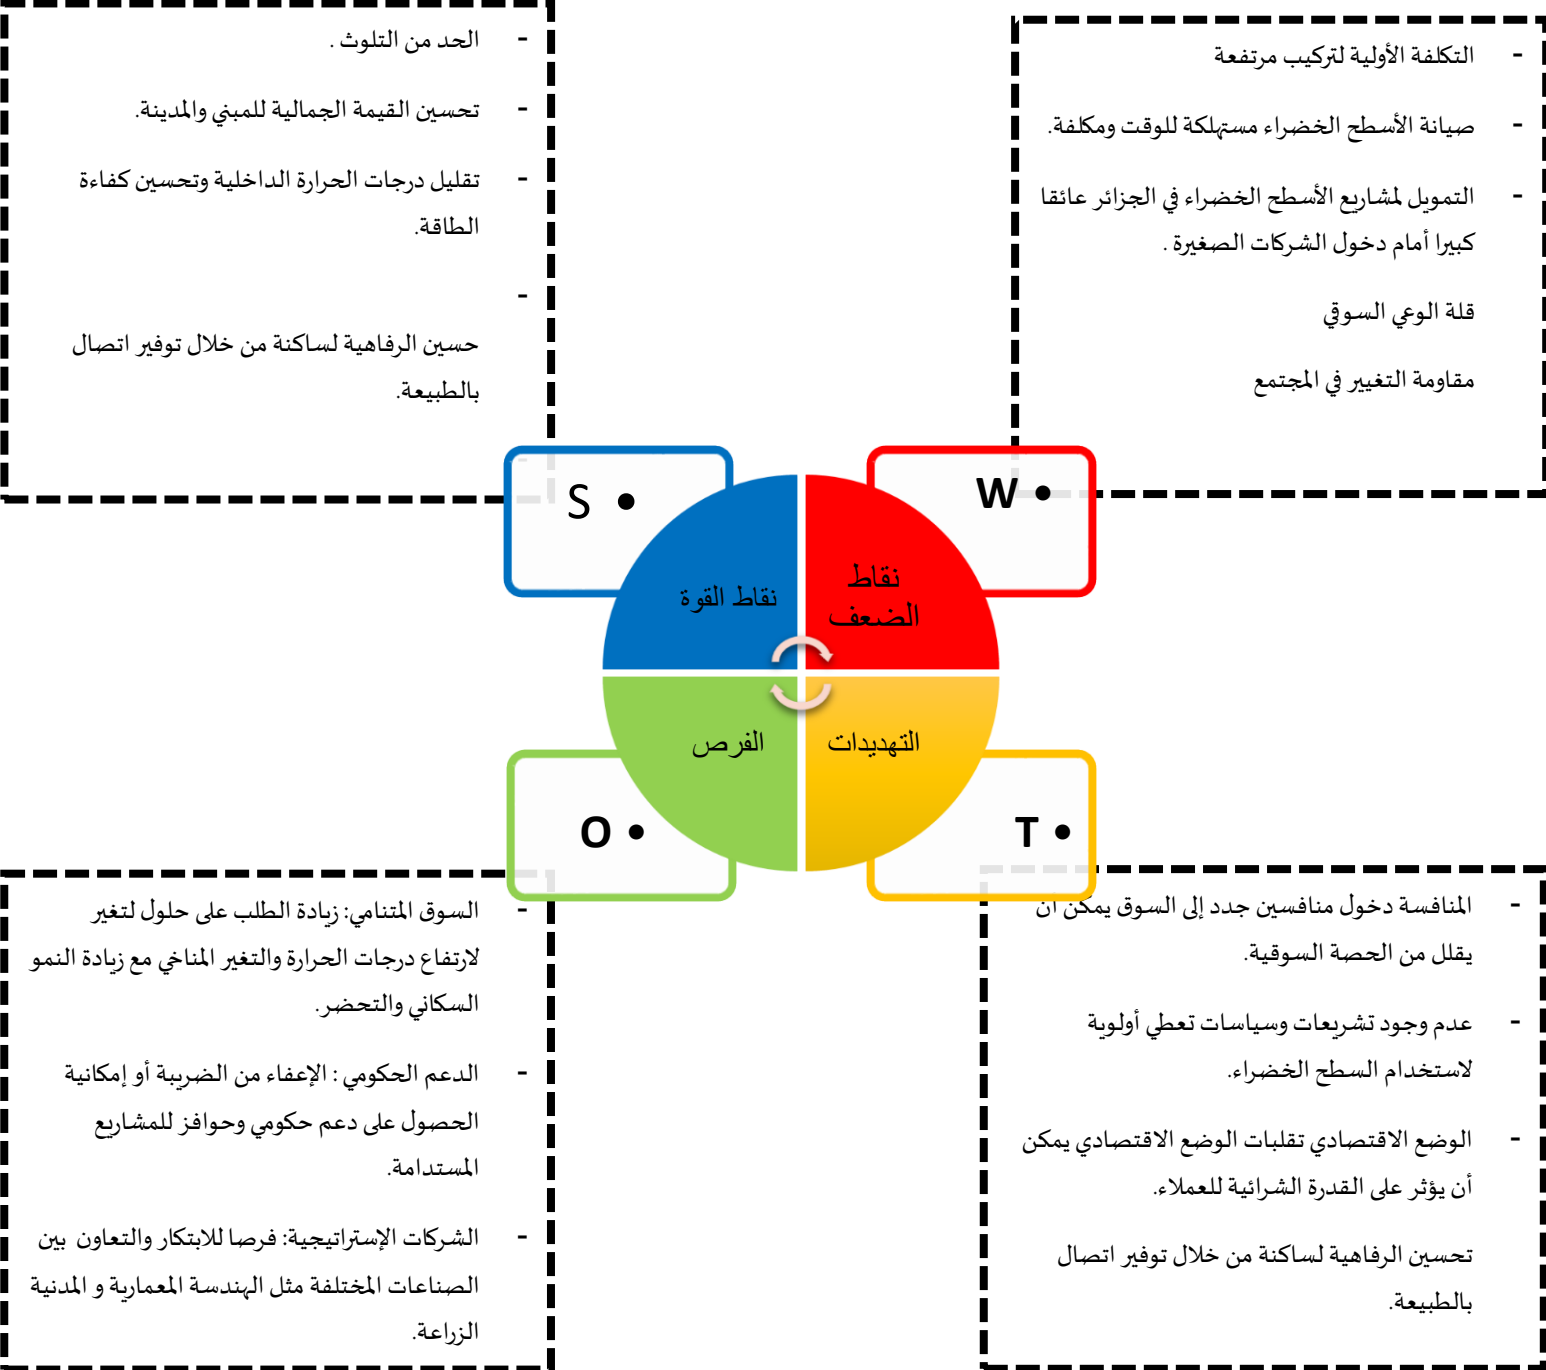 - الحد من التلوث .
- تحسين القيمة الجمالية للمبني والمدينة.
- تقليل درجات الحرارة الداخلية وتحسين كفاءة
الطاقة.
-
حسين الرفاهية لساكنة من خلال توفير اتصال
بالطبيعة.
- التكلفة الأولية لتركيب مرتفعة
- صيانة الأسطح الخضراء مستهلكة للوقت ومكلفة.
- التمويل لمشاريع الأسطح الخضراء في الجزائر عائقا
كبيرا أمام دخول الشركات الصغيرة .
قلة الوعي السوقي
مقاومة التغيير في المجتمع
• S
• W
نقاط القوة
نقاط
الضعف
الفرص
التهديدات
• O
• T
- السوق المتنامي: زيادة الطلب على حلول لتغير
لارتفاع درجات الحرارة والتغير المناخي مع زيادة النمو
السكاني والتحضر.
- الدعم الحكومي : الإعفاء من الضريبة أو إمكانية
الحصول على دعم حكومي وحوافز للمشاريع
المستدامة.
- الشركات الإستراتيجية: فرصا للابتكار والتعاون بين
الصناعات المختلفة مثل الهندسة المعمارية و المدنية
الزراعة.
- المنافسة دخول منافسين جدد إلى السوق يمكن أن
يقلل من الحصة السوقية.
- عدم وجود تشريعات وسياسات تعطي أولوية
لاستخدام السطح الخضراء.
- الوضع الاقتصادي تقلبات الوضع الاقتصادي يمكن
أن يؤثر على القدرة الشرائية للعملاء.
تحسين الرفاهية لساكنة من خلال توفير اتصال
بالطبيعة.